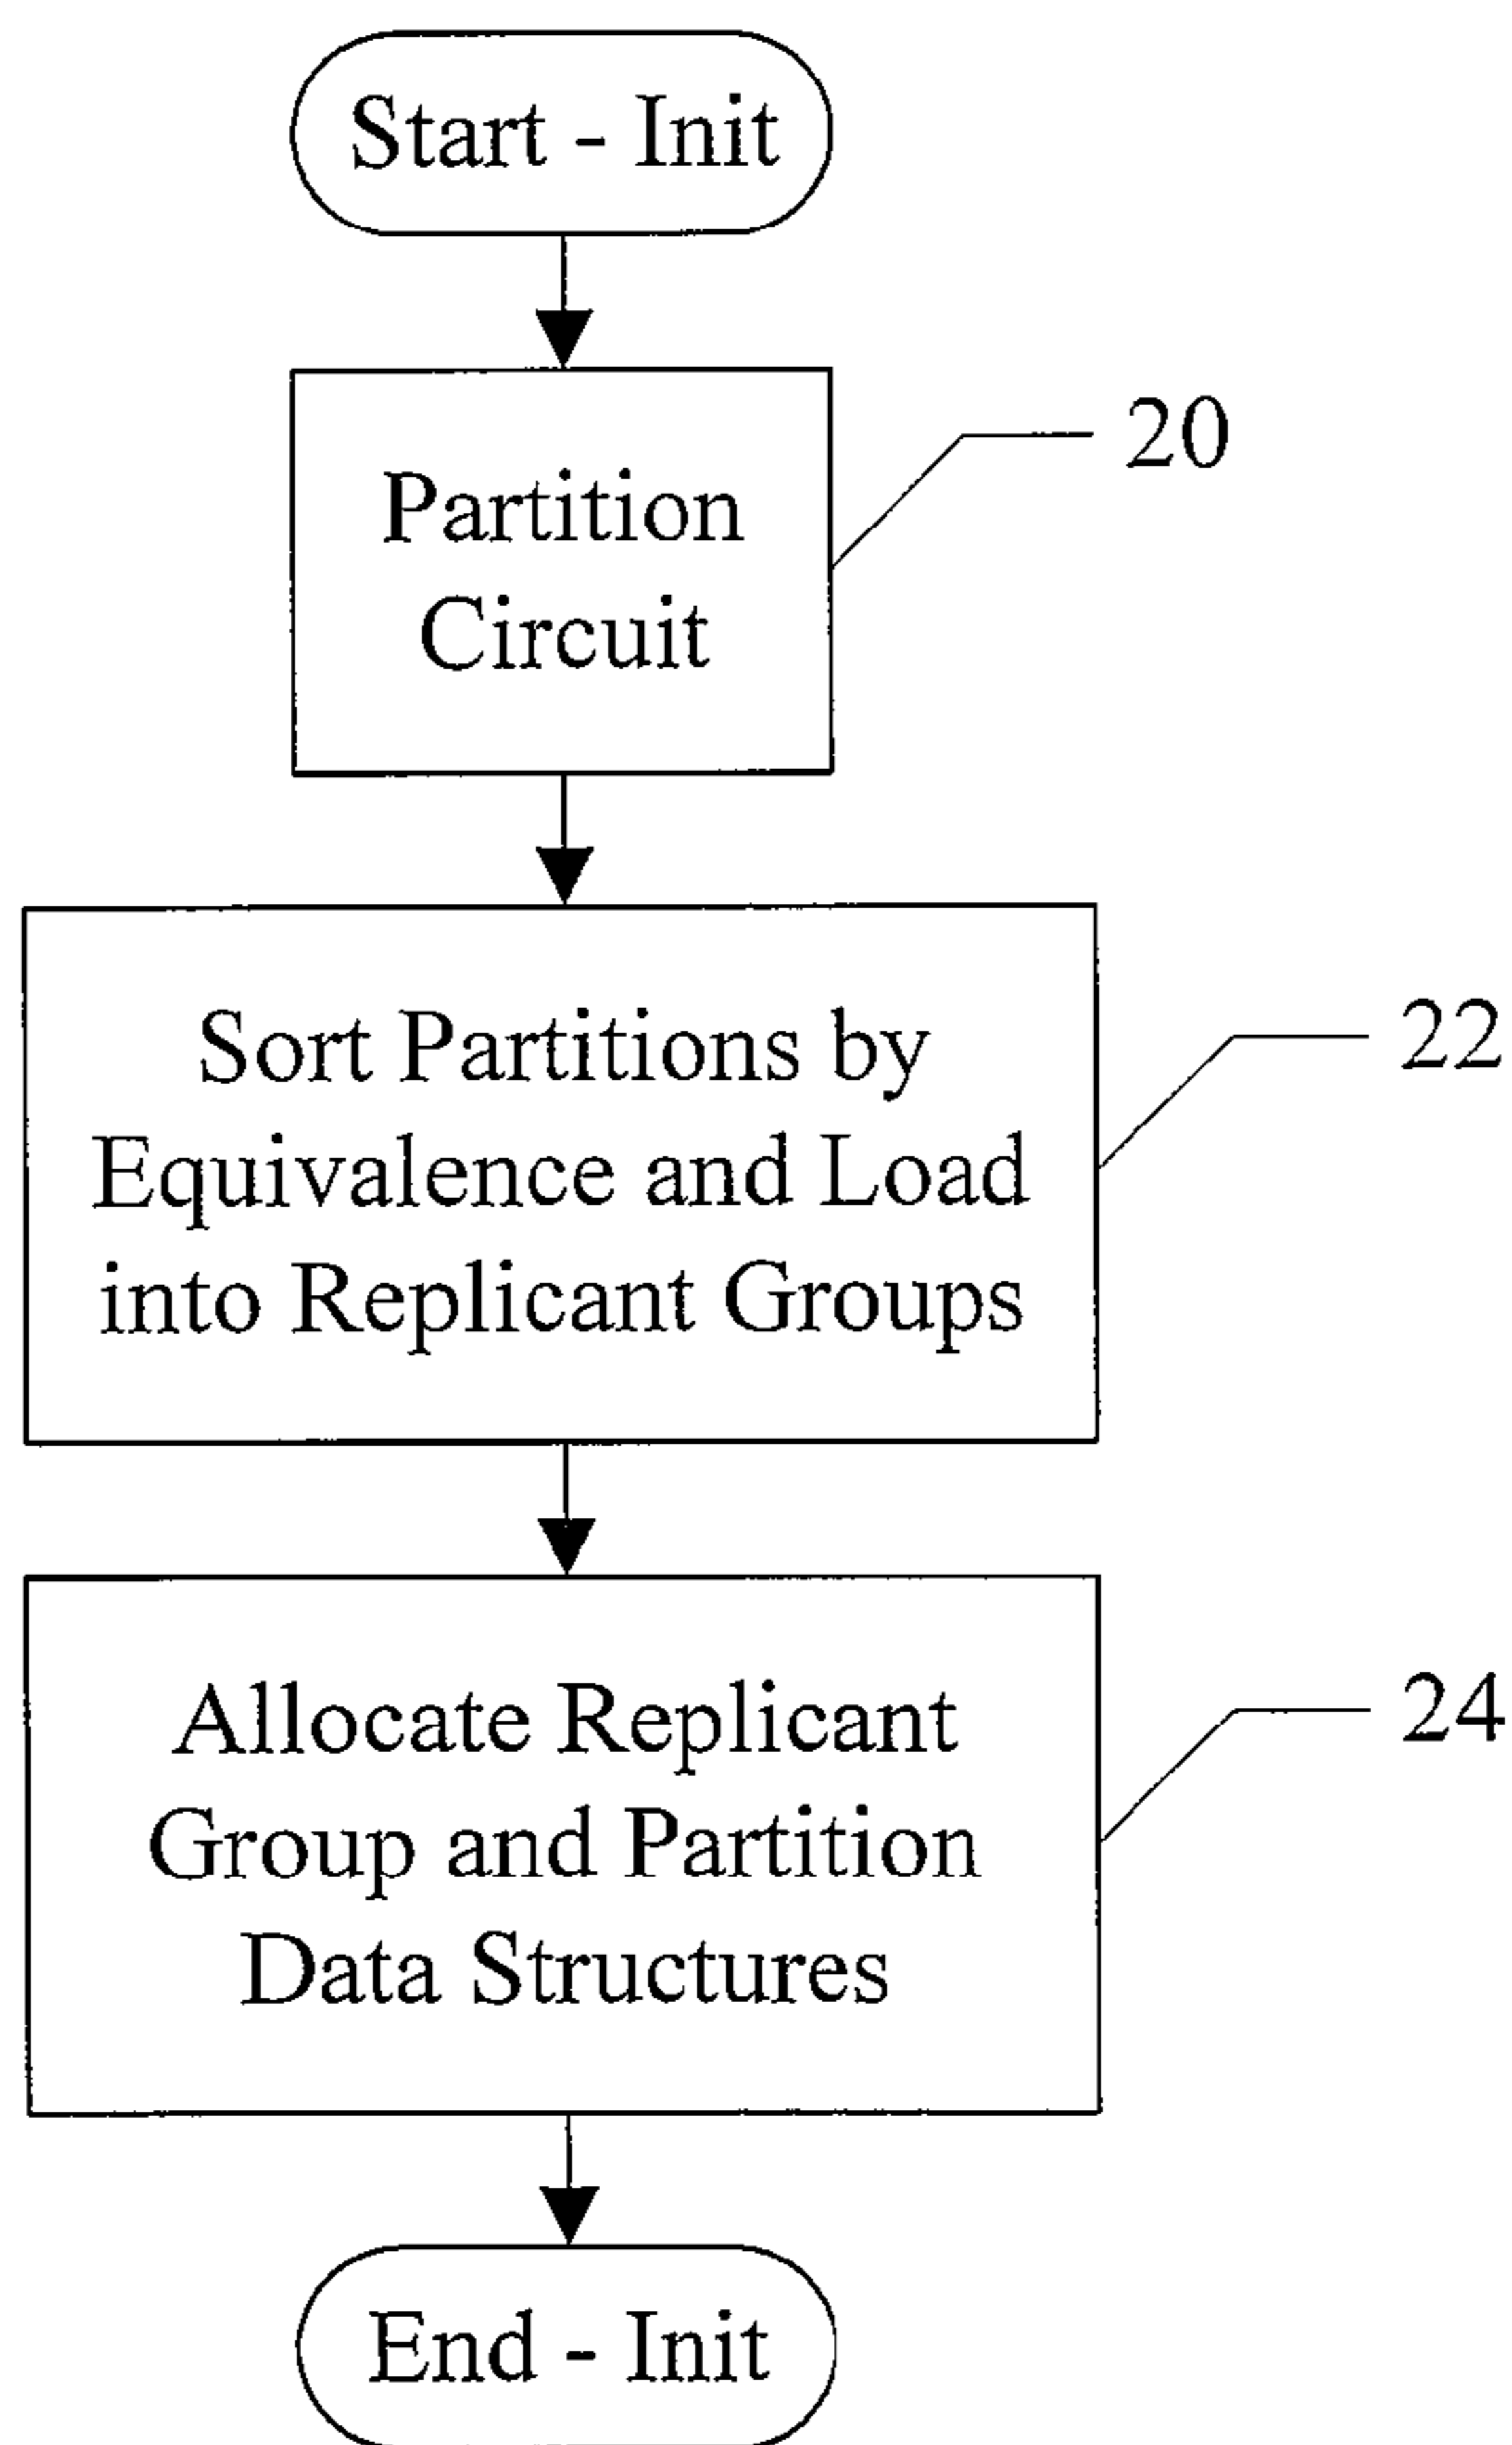 Start - Init
Partition
Circuit
20
Sort Partitions by
Equivalence and Load
into Replicant Groups
22
Allocate Replicant
Group and Partition
Data Structures
24
End - Init